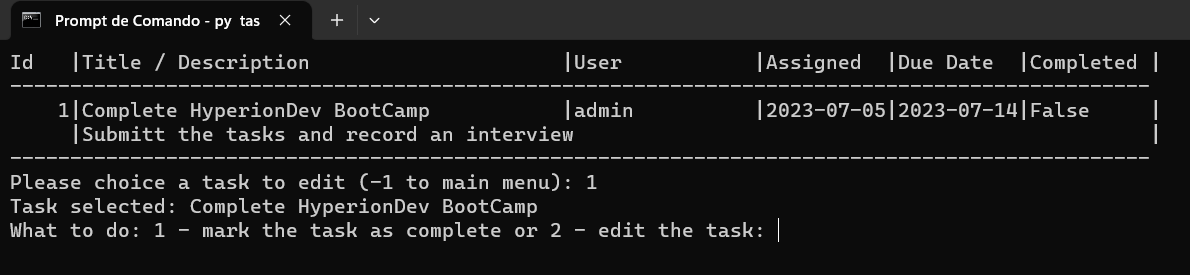 Prompt de Comando - py tas
Id   |Title / Description                     |User           |Assigned  |Due Date  |Completed |
-----------------------------------------------------------------------------------------------
    1|Complete HyperionDev BootCamp           |admin          |2023-07-05|2023-07-14|False     |
     |Submitt the tasks and record an interview                                                |
-----------------------------------------------------------------------------------------------
Please choice a task to edit (-1 to main menu): 1
Task selected: Complete HyperionDev BootCamp
What to do: 1 - mark the task as complete or 2 - edit the task: